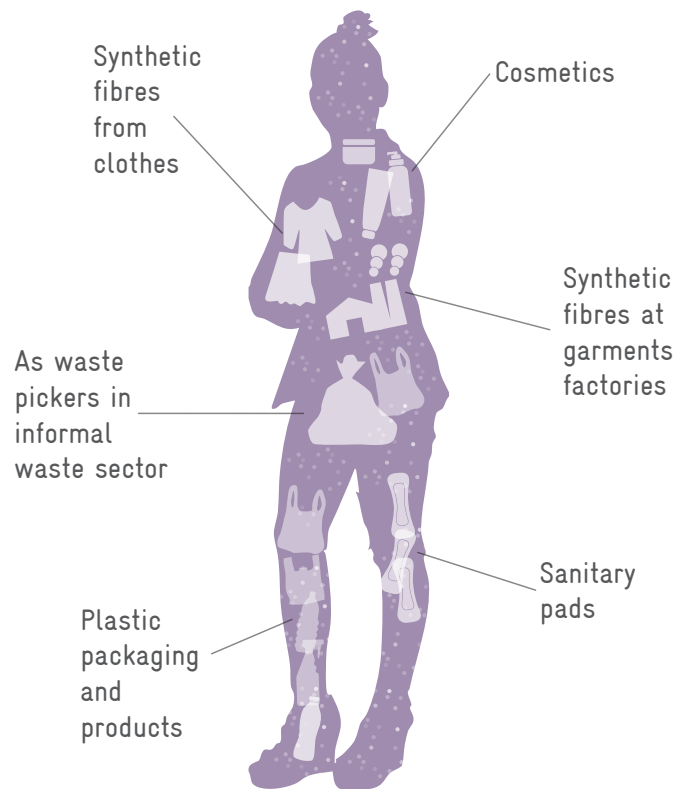 Synthetic
fibres
from
clothes
Cosmetics
Synthetic
fibres at
garments
factories
As waste
pickers in
informal
waste sector
Sanitary
pads
Plastic
packaging
and
products